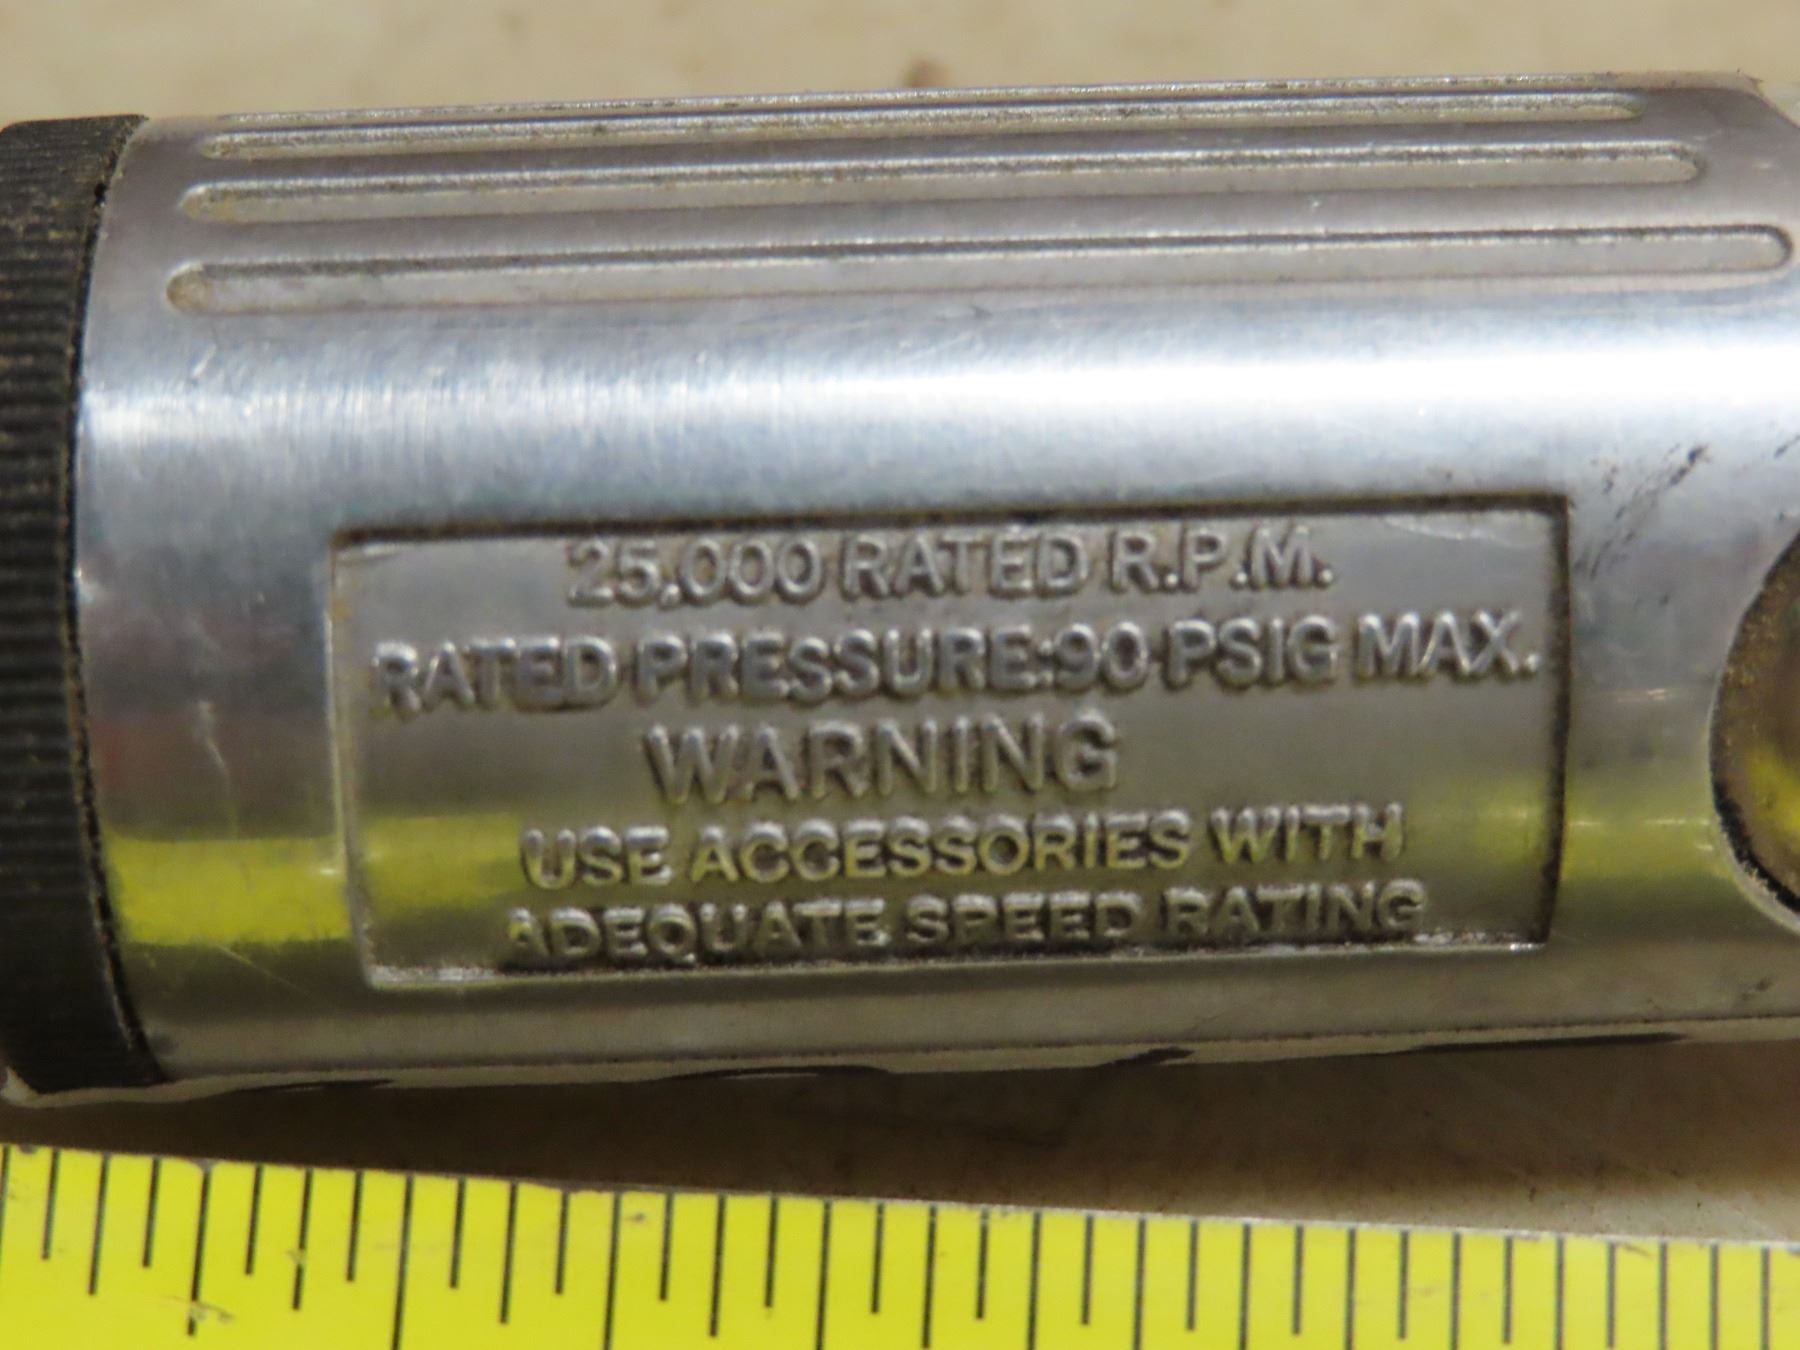 25,000 RATED R.P.M.
RATED PRESSURE:90 PSIG MAX.
WARNING
USE ACCESSORIES WITH
ADEQUATE SPEED RATING